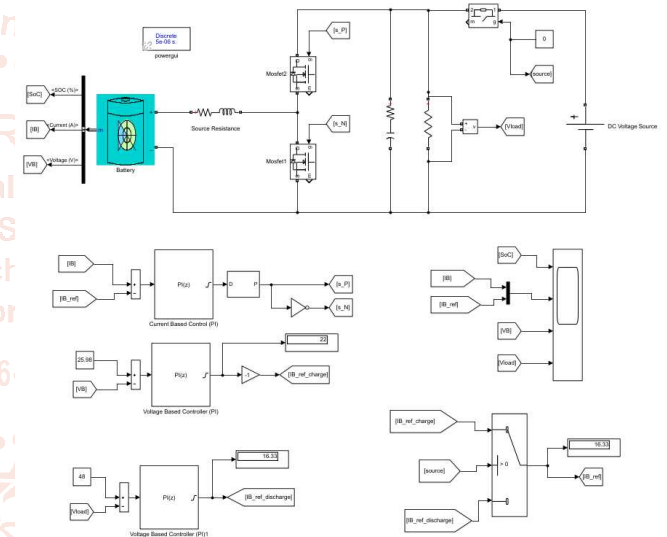 Discrete
5e-06 s.
powergui
[s_P]
0
[source]
Mosfet2
[SoC]
<SOC (%)>
[IB]
<Current (A)>
m
[VB]
<Voltage (V)>
+
-
Battery
Source Resistance
[s_N]
Mosfet1
[Vload]
DC Voltage Source
[IB]
[IB_ref]
PI(z)
D
P
[s_P]
[s_N]
Current Based Control (PI)
25.98
[VB]
PI(z)
22
-1
[IB_ref_charge]
Voltage Based Controller (PI)
48
[Vload]
PI(z)
16.33
[IB_ref_discharge]
Voltage Based Controller (PI)1
[SoC]
[IB]
[IB_ref]
[VB]
[Vload]
[IB_ref_charge]
[source]
> 0
[IB_ref_discharge]
16.33
[IB_ref]